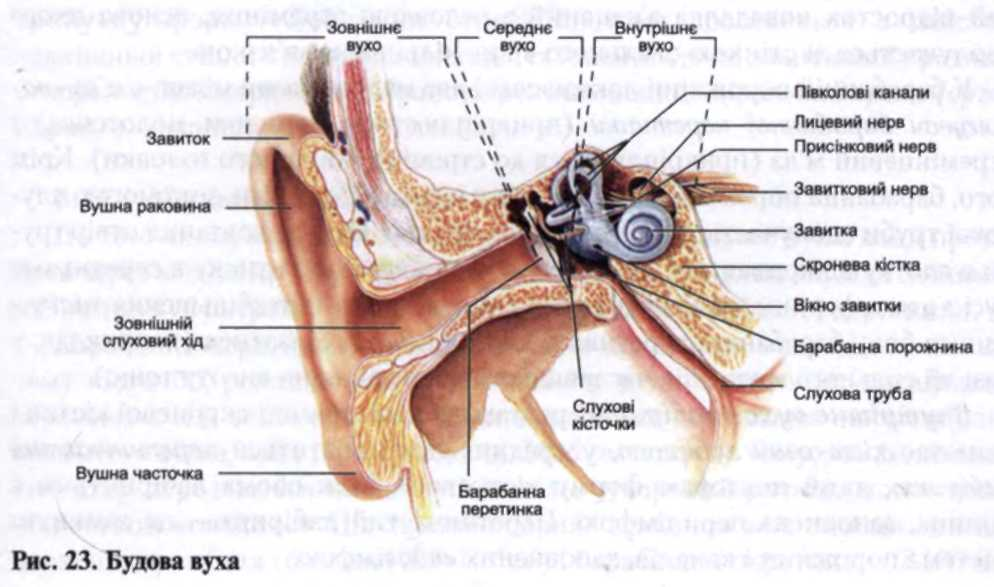 Зовнішнє
вухо
Середнє
вухо
Внутрішнє
вухо
Завиток
Вушна раковина
Зовнішній
слуховий хід
Вушна часточка
Півколові канали
Лицевий нерв
Присінковий нерв
Завитковий нерв
Завитка
Скронева кістка
Вікно завитки
Барабанна порожнина
Слухова труба
Слухові
кісточки
Барабанна
перетинка
Рис. 23. Будова вуха